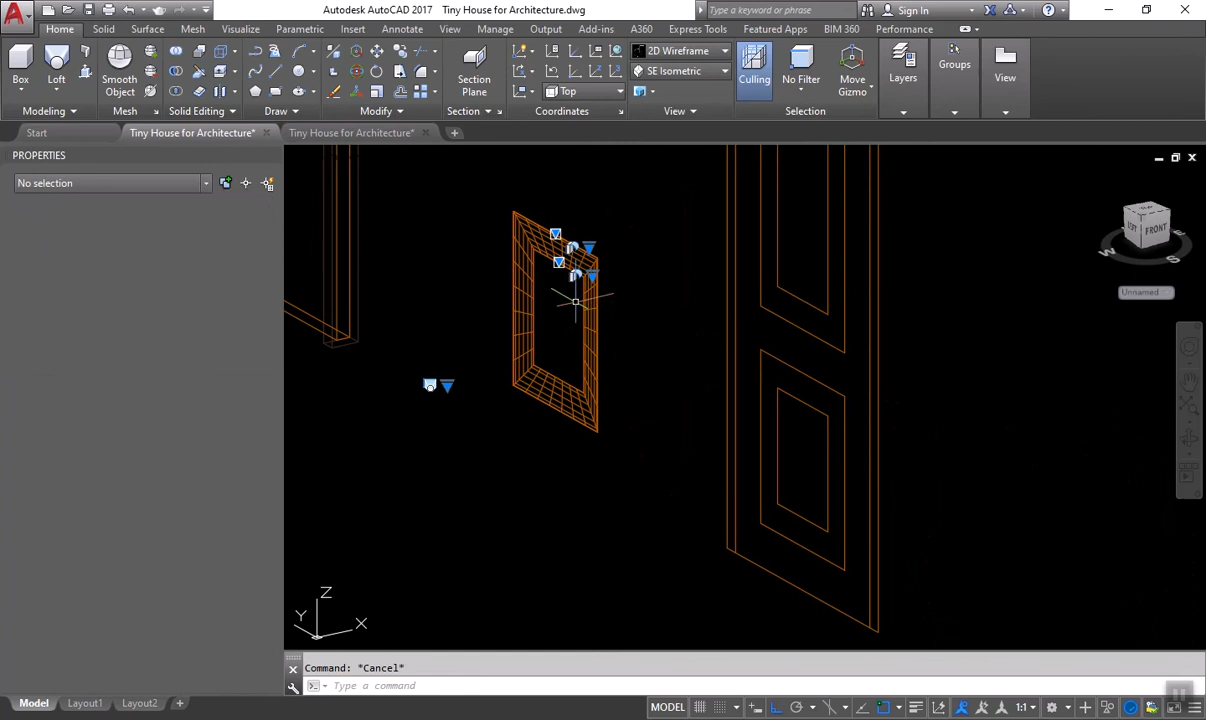 Autodesk AutoCAD 2017 Tiny House for Architecture.dwg
Type a keyword or phrase
Sign In
Home Solid Surface Mesh Visualize Parametric Insert Annotate View Manage Output Add-ins A360 Express Tools Featured Apps BIM 360 Performance
Box Loft Smooth Object Section Plane
2D Wireframe
SE Isometric
Top
Culling No Filter Move Gizmo Layers Groups View
Modeling Mesh Solid Editing Draw Modify Section Coordinates View Selection
Start Tiny House for Architecture* Tiny House for Architecture*
PROPERTIES
No selection
TOP
LEFT FRONT
W S E
Unnamed
Z
Y X
Command: *Cancel*
Type a command
Model Layout1 Layout2
MODEL 1:1